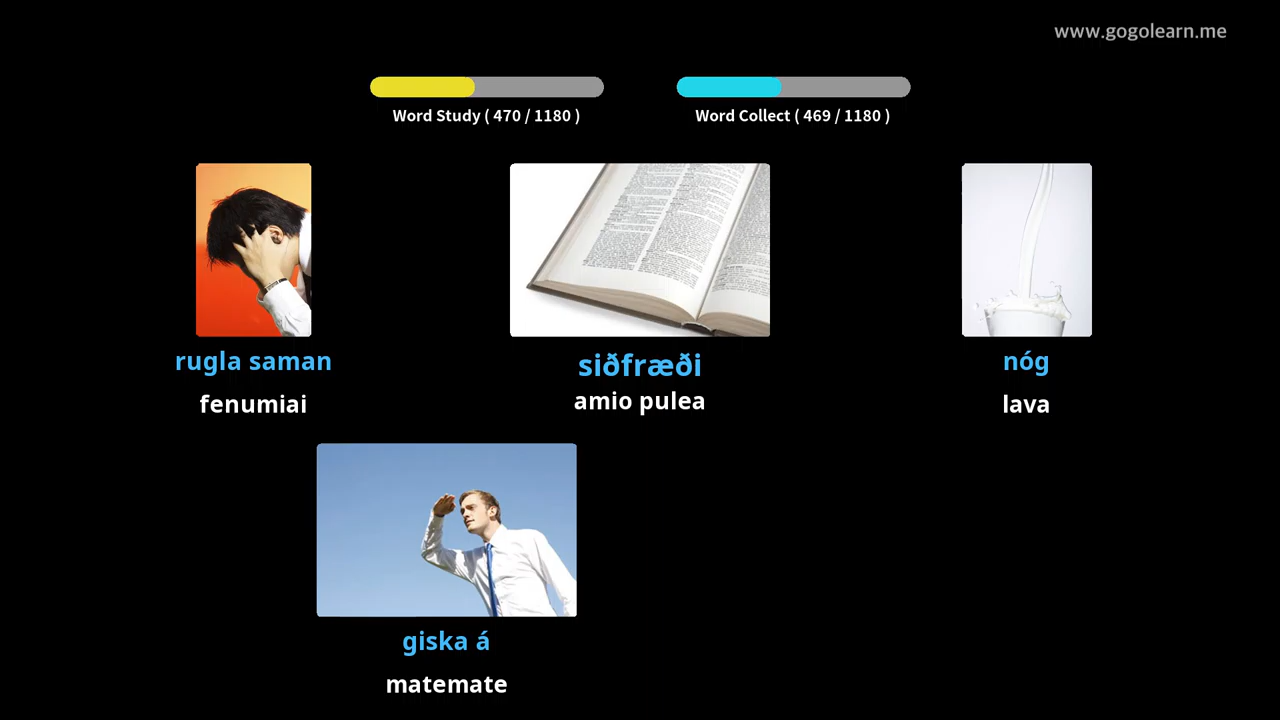 www.gogolearn.me
Word Study ( 470 / 1180 )
Word Collect ( 469 / 1180 )
rugla saman
fenumiai
siðfræði
amio pulea
nóg
lava
giska á
matemate